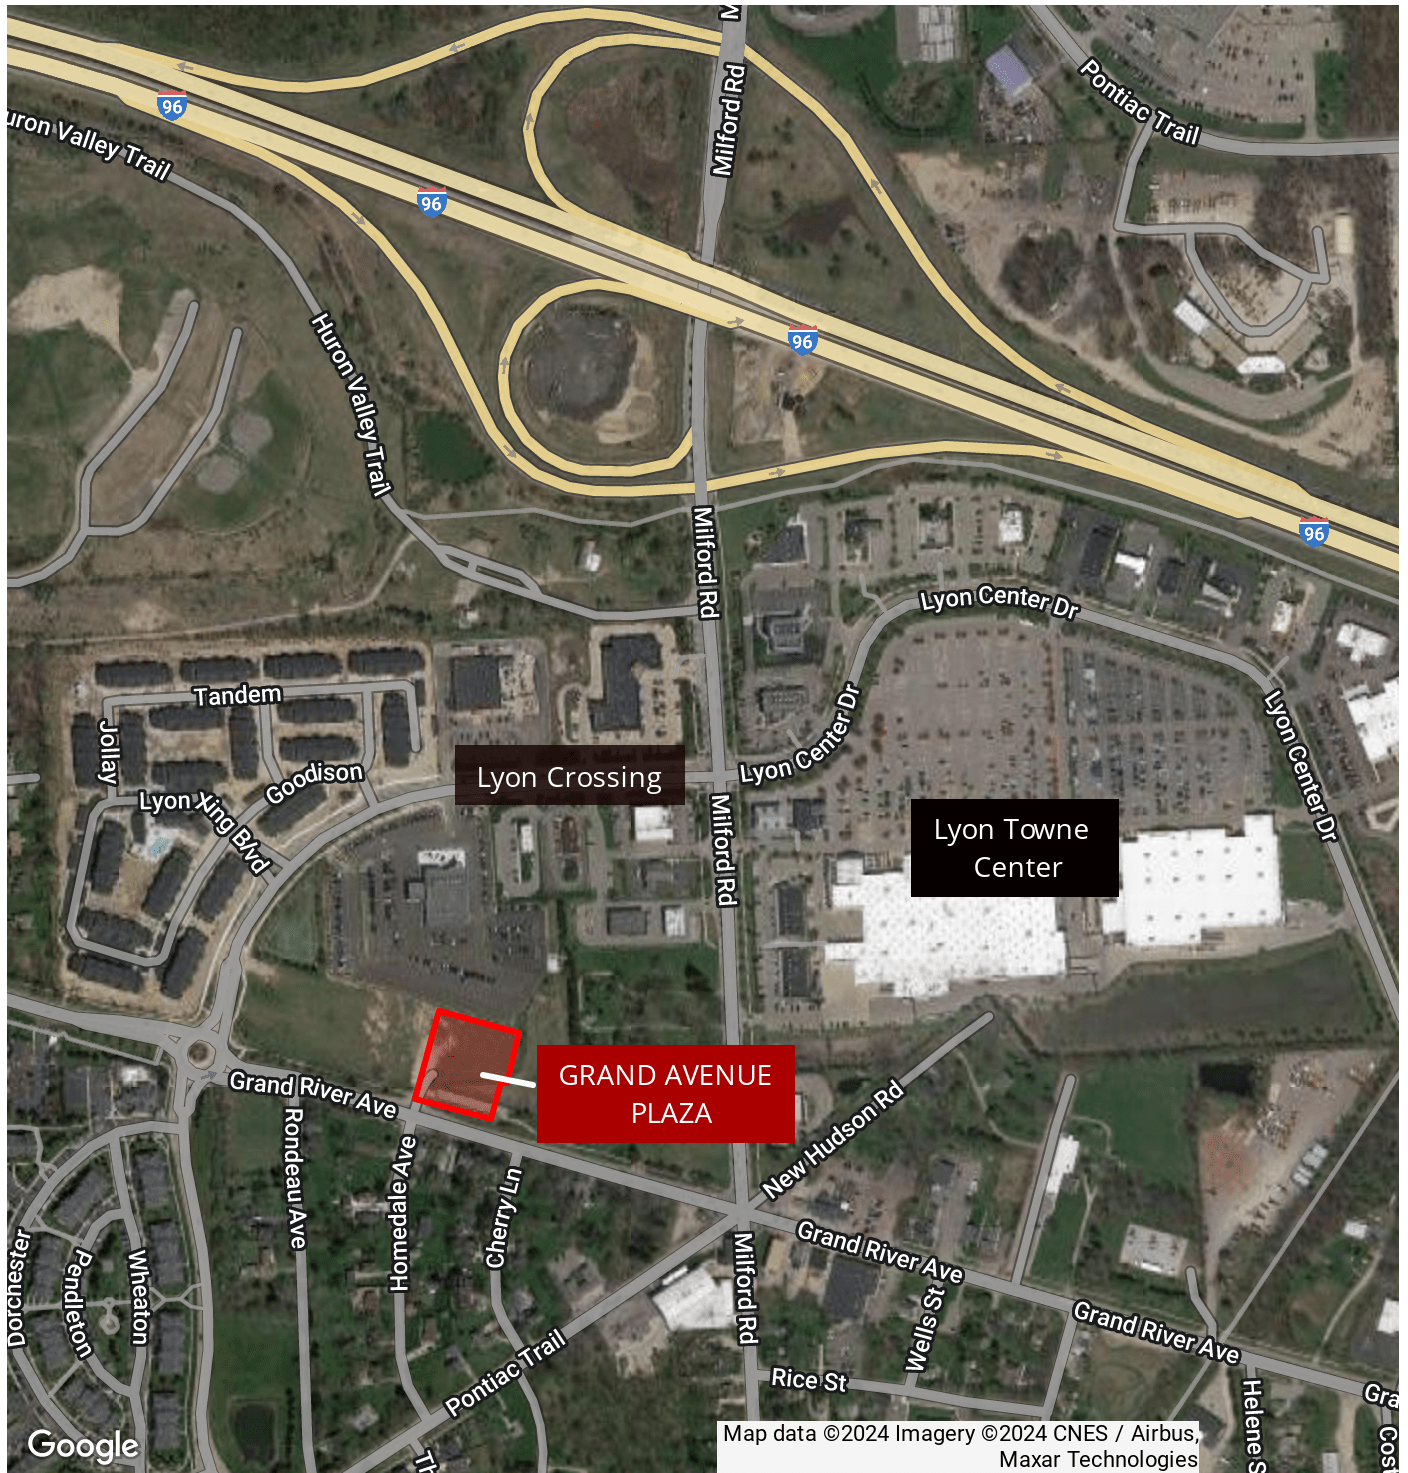 M
Milford Rd
Pontiac Trail
96
uron Valley Trail
96
96
Huron Valley Trail
96
Milford Rd
Lyon Center Dr
Tandem
Jollay
Lyon Center Dr
Lyon Center Dr
Goodison
Lyon Crossing
Lyon Xing Blvd
Milford Rd
Lyon Towne
Center
Grand River Ave
GRAND AVENUE
PLAZA
Rondeau Ave
Homedale Ave
Cherry Ln
New Hudson Rd
Dorchester
Pendleton
Wheaton
Milford Rd
Grand River Ave
Wells St
Grand River Ave
Pontiac Trail
Rice St
Helene S
Gra
Cost
Th
Google
Map data ©2024 Imagery ©2024 CNES / Airbus,
Maxar Technologies